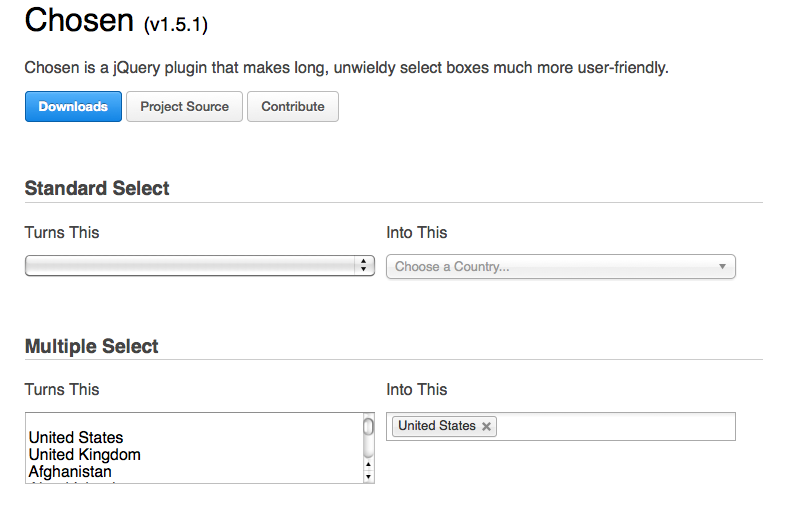 Chosen (v1.5.1)
Chosen is a jQuery plugin that makes long, unwieldy select boxes much more user-friendly.
Downloads Project Source Contribute
Standard Select
Turns This Into This
Choose a Country...
Multiple Select
Turns This Into This
United States
United States
United Kingdom
Afghanistan